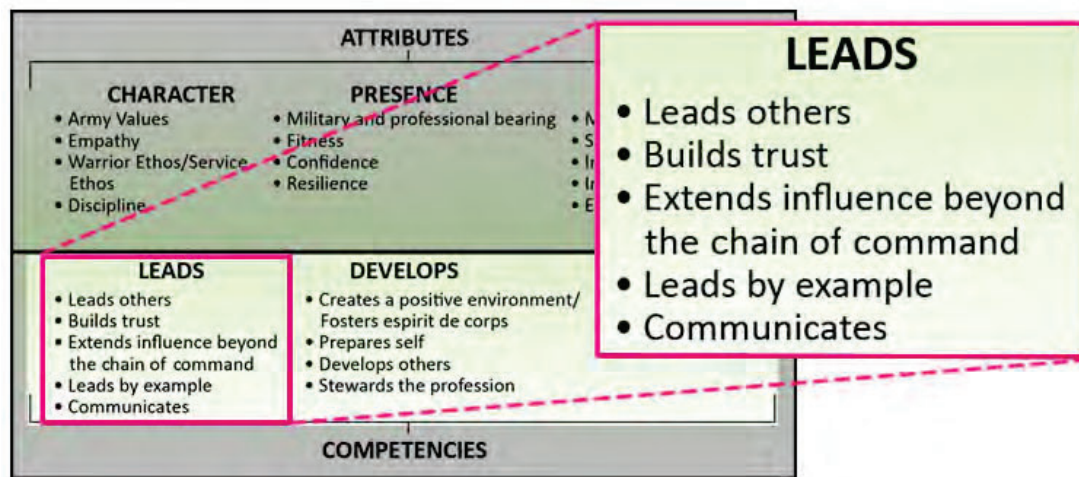 ATTRIBUTES
CHARACTER
• Army Values
• Empathy
• Warrior Ethos/Service
Ethos
• Discipline
PRESENCE
• Military and professional bearing
• Fitness
• Confidence
• Resilience
LEADS
• Leads others
• Builds trust
• Extends influence beyond
the chain of command
• Leads by example
• Communicates
DEVELOPS
• Creates a positive environment/
Fosters espirit de corps
• Prepares self
• Develops others
• Stewards the profession
COMPETENCIES
LEADS
• Leads others
• Builds trust
• Extends influence beyond
the chain of command
• Leads by example
• Communicates